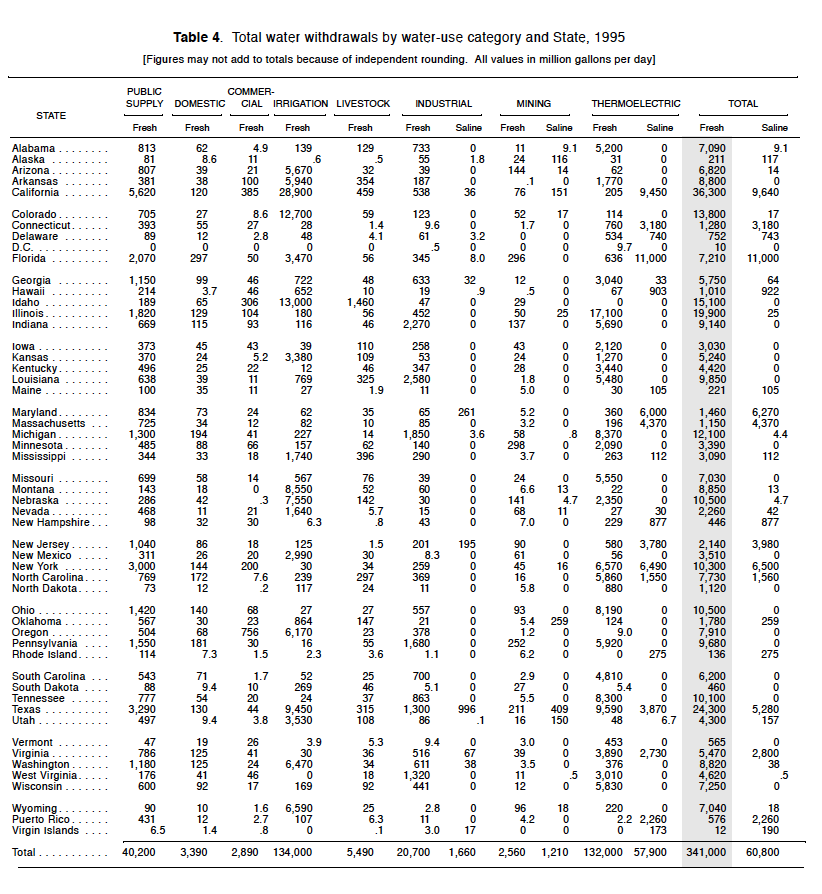 Table 4. Total water withdrawals by water-use category and State, 1995
[Figures may not add to totals because of independent rounding. All values in million gallons per day]
PUBLIC COMMER-
STATE SUPPLY DOMESTIC CIAL IRRIGATION LIVESTOCK INDUSTRIAL MINING THERMOELECTRIC TOTAL
Fresh Fresh Fresh Fresh Fresh Fresh Saline Fresh Saline Fresh Saline Fresh Saline
Alabama . . . . . . . . 813 62 4.9 139 129 733 0 11 9.1 5,200 0 7,090 9.1
Alaska . . . . . . . . . 81 8.6 11 .6 .5 55 1.8 24 116 31 0 211 117
Arizona . . . . . . . . . 807 39 21 5,670 32 39 0 144 14 62 0 6,820 14
Arkansas . . . . . . . 381 38 100 5,940 354 187 0 .1 0 1,770 0 8,800 0
California . . . . . . . 5,620 120 385 28,900 459 538 36 76 151 205 9,450 36,300 9,640
Colorado . . . . . . . . 705 27 8.6 12,700 59 123 0 52 17 114 0 13,800 17
Connecticut . . . . . . 393 55 27 28 1.4 9.6 0 1.7 0 760 3,180 1,280 3,180
Delaware . . . . . . . 89 12 2.8 48 4.1 61 3.2 0 0 534 740 752 743
D.C. . . . . . . . . . . . 0 0 0 0 0 .5 0 0 0 9.7 0 10 0
Florida . . . . . . . . . 2,070 297 50 3,470 56 345 8.0 296 0 636 11,000 7,210 11,000
Georgia . . . . . . . . 1,150 99 46 722 48 633 32 12 0 3,040 33 5,750 64
Hawaii . . . . . . . . . 214 3.7 46 652 10 19 .9 .5 0 67 903 1,010 922
Idaho . . . . . . . . . . 189 65 306 13,000 1,460 47 0 29 0 0 0 15,100 0
Illinois . . . . . . . . . . 1,820 129 104 180 56 452 0 50 25 17,100 0 19,900 25
Indiana . . . . . . . . . 669 115 93 116 46 2,270 0 137 0 5,690 0 9,140 0
Iowa . . . . . . . . . . 373 45 43 39 110 258 0 43 0 2,120 0 3,030 0
Kansas . . . . . . . . . 370 24 5.2 3,380 109 53 0 24 0 1,270 0 5,240 0
Kentucky . . . . . . . . 496 25 22 12 46 347 0 28 0 3,440 0 4,420 0
Louisiana . . . . . . . 638 39 11 769 325 2,580 0 1.8 0 5,480 0 9,850 0
Maine . . . . . . . . . . 100 35 11 27 1.9 11 0 5.0 0 30 105 221 105
Maryland . . . . . . . . 834 73 24 62 35 65 261 5.2 0 360 6,000 1,460 6,270
Massachusetts . . . 725 34 12 82 10 85 0 3.2 0 196 4,370 1,150 4,370
Michigan . . . . . . . . 1,300 194 41 227 14 1,850 3.6 58 .8 8,370 0 12,100 4.4
Minnesota . . . . . . . 485 88 66 157 62 140 0 298 0 2,090 0 3,390 0
Mississippi . . . . . . 344 33 18 1,740 396 290 0 3.7 0 263 112 3,090 112
Missouri . . . . . . . . 699 58 14 567 76 39 0 24 0 5,550 0 7,030 0
Montana . . . . . . . . 143 18 0 8,550 52 60 0 6.6 13 22 0 8,850 13
Nebraska . . . . . . . 286 42 .3 7,550 142 30 0 141 4.7 2,350 0 10,500 4.7
Nevada . . . . . . . . . 468 11 21 1,640 5.7 15 0 68 11 27 30 2,260 42
New Hampshire . . . 98 32 30 6.3 .8 43 0 7.0 0 229 877 446 877
New Jersey . . . . . . 1,040 86 18 125 1.5 201 195 90 0 580 3,780 2,140 3,980
New Mexico . . . . . 311 26 20 2,990 30 8.3 0 61 0 56 0 3,510 0
New York . . . . . . . 3,000 144 200 30 34 259 0 45 16 6,570 6,490 10,300 6,500
North Carolina . . . . 769 172 7.6 239 297 369 0 16 0 5,860 1,550 7,730 1,560
North Dakota . . . . . 73 12 .2 117 24 11 0 5.8 0 880 0 1,120 0
Ohio . . . . . . . . . . . 1,420 140 68 27 27 557 0 93 0 8,190 0 10,500 0
Oklahoma . . . . . . . 567 30 23 864 147 21 0 5.4 259 124 0 1,780 259
Oregon . . . . . . . . . 504 68 756 6,170 23 378 0 1.2 0 9.0 0 7,910 0
Pennsylvania . . . . 1,550 181 30 16 55 1,680 0 252 0 5,920 0 9,680 0
Rhode Island . . . . . 114 7.3 1.5 2.3 3.6 1.1 0 6.2 0 0 275 136 275
South Carolina . . . 543 71 1.7 52 25 700 0 2.9 0 4,810 0 6,200 0
South Dakota . . . . 88 9.4 10 269 46 5.1 0 27 0 5.4 0 460 0
Tennessee . . . . . . 777 54 20 24 37 863 0 5.5 0 8,300 0 10,100 0
Texas . . . . . . . . . . 3,290 130 44 9,450 315 1,300 996 211 409 9,590 3,870 24,300 5,280
Utah . . . . . . . . . . . 497 9.4 3.8 3,530 108 86 .1 16 150 48 6.7 4,300 157
Vermont . . . . . . . . 47 19 26 3.9 5.3 9.4 0 3.0 0 453 0 565 0
Virginia . . . . . . . . . 786 125 41 30 36 516 67 39 0 3,890 2,730 5,470 2,800
Washington . . . . . . 1,180 125 24 6,470 34 611 38 3.5 0 376 0 8,820 38
West Virginia . . . . . 176 41 46 0 18 1,320 0 11 .5 3,010 0 4,620 .5
Wisconsin . . . . . . . 600 92 17 169 92 441 0 12 0 5,830 0 7,250 0
Wyoming . . . . . . . . 90 10 1.6 6,590 25 2.8 0 96 18 220 0 7,040 18
Puerto Rico . . . . . . 431 12 2.7 107 6.3 11 0 4.2 0 2.2 2,260 576 2,260
Virgin Islands . . . . 6.5 1.4 .8 0 .1 3.0 17 0 0 0 173 12 190
Total . . . . . . . . . . . 40,200 3,390 2,890 134,000 5,490 20,700 1,660 2,560 1,210 132,000 57,900 341,000 60,800